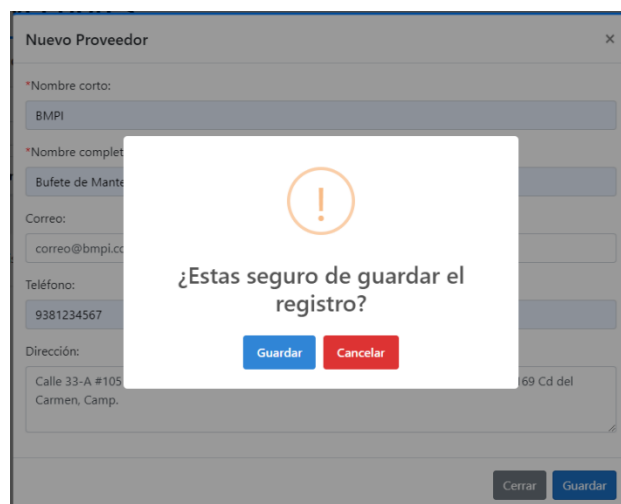 Nuevo Proveedor ×
*Nombre corto:
BMPI
*Nombre complet
Bufete de Mante
Correo:
correo@bmpi.co
Teléfono:
9381234567
Dirección:
Calle 33-A #105
169 Cd del
Carmen, Camp.
!
¿Estas seguro de guardar el
registro?
Guardar Cancelar
Cerrar Guardar